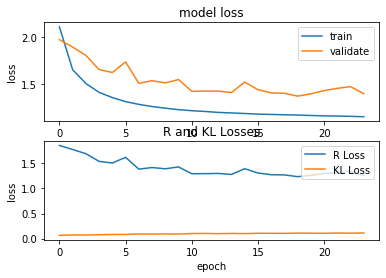 model loss
loss
2.0
1.5
train
validate
0 5 10 15 20
R and KL Losses
loss
1.5
1.0
0.5
0.0
R Loss
KL Loss
0 5 10 15 20
epoch